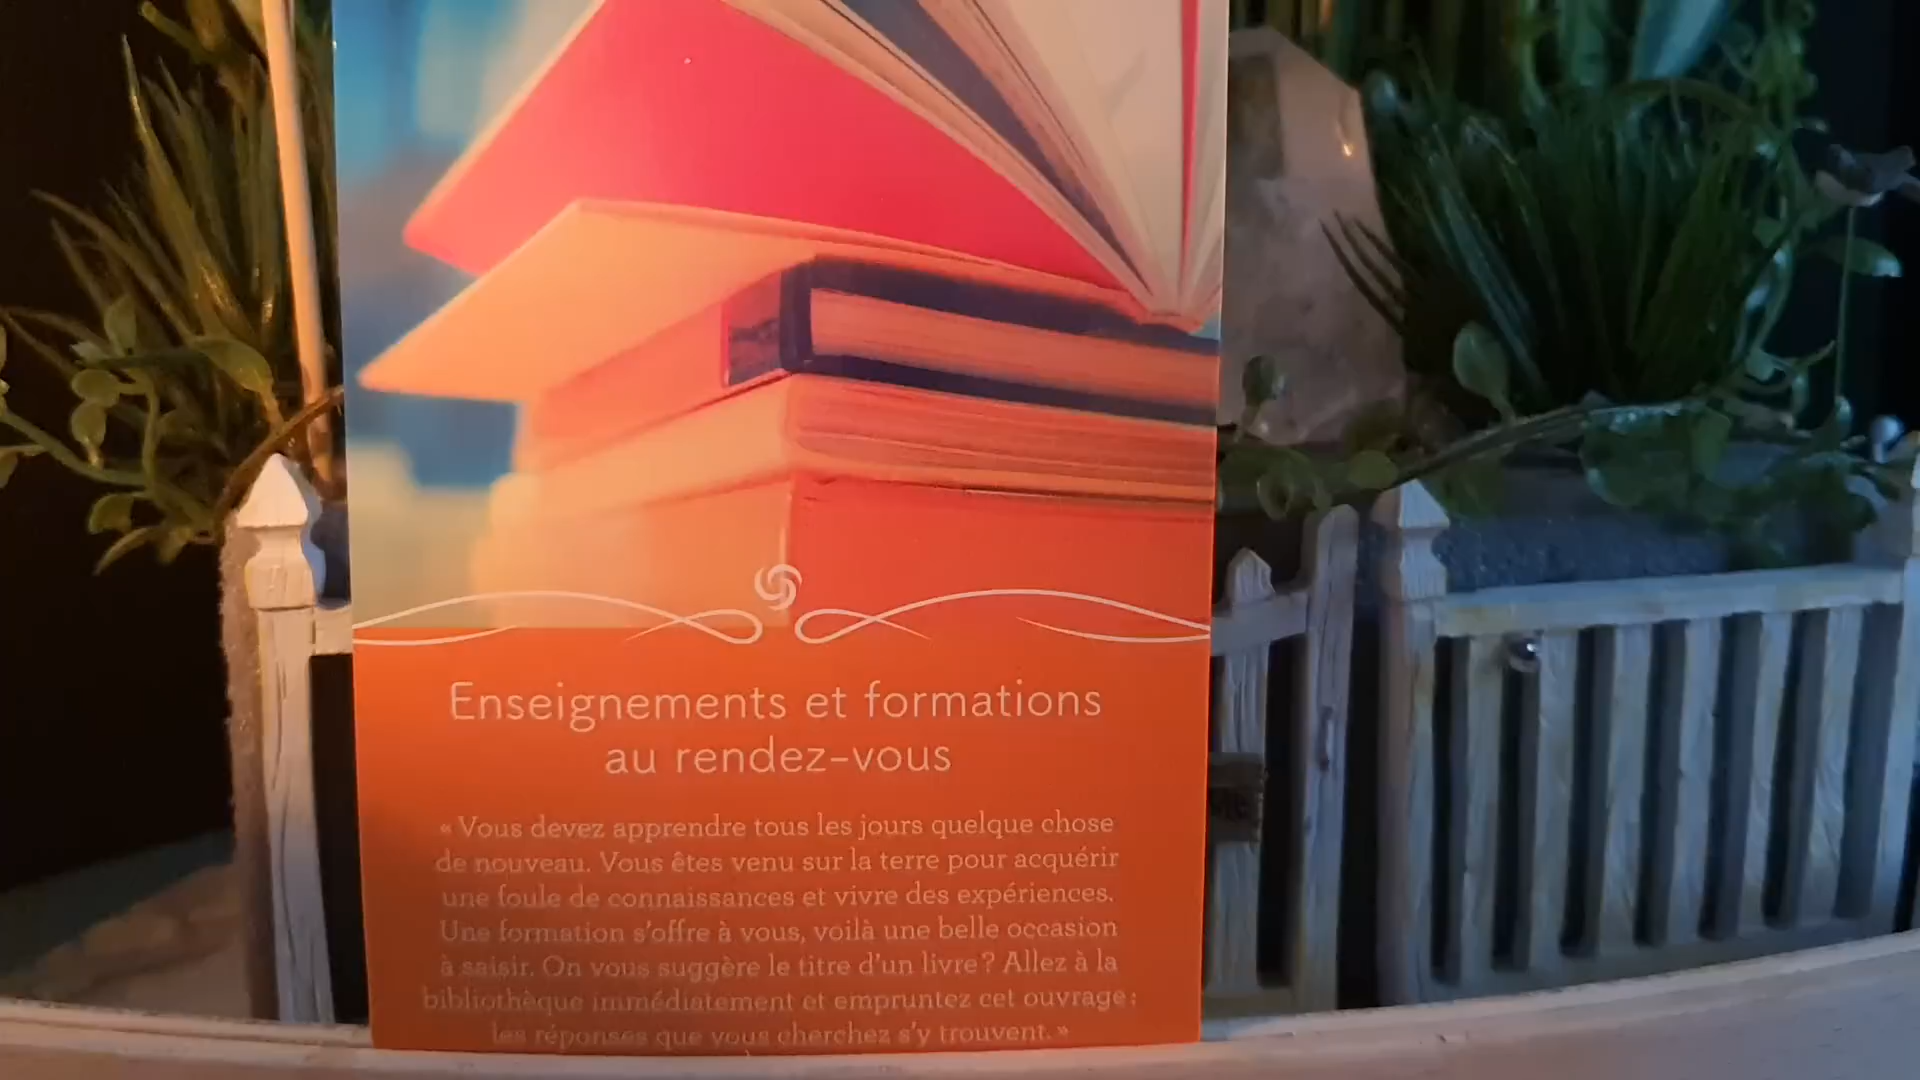 Enseignements et formations
au rendez-vous
« Vous devez apprendre tous les jours quelque chose
de nouveau. Vous êtes venu sur la terre pour acquérir
une foule de connaissances et vivre des expériences.
Une formation s'offre à vous, voilà une belle occasion
à saisir. On vous suggère le titre d'un livre ? Allez à la
bibliothèque immédiatement et empruntez cet ouvrage :
les réponses que vous cherchez s'y trouvent. »